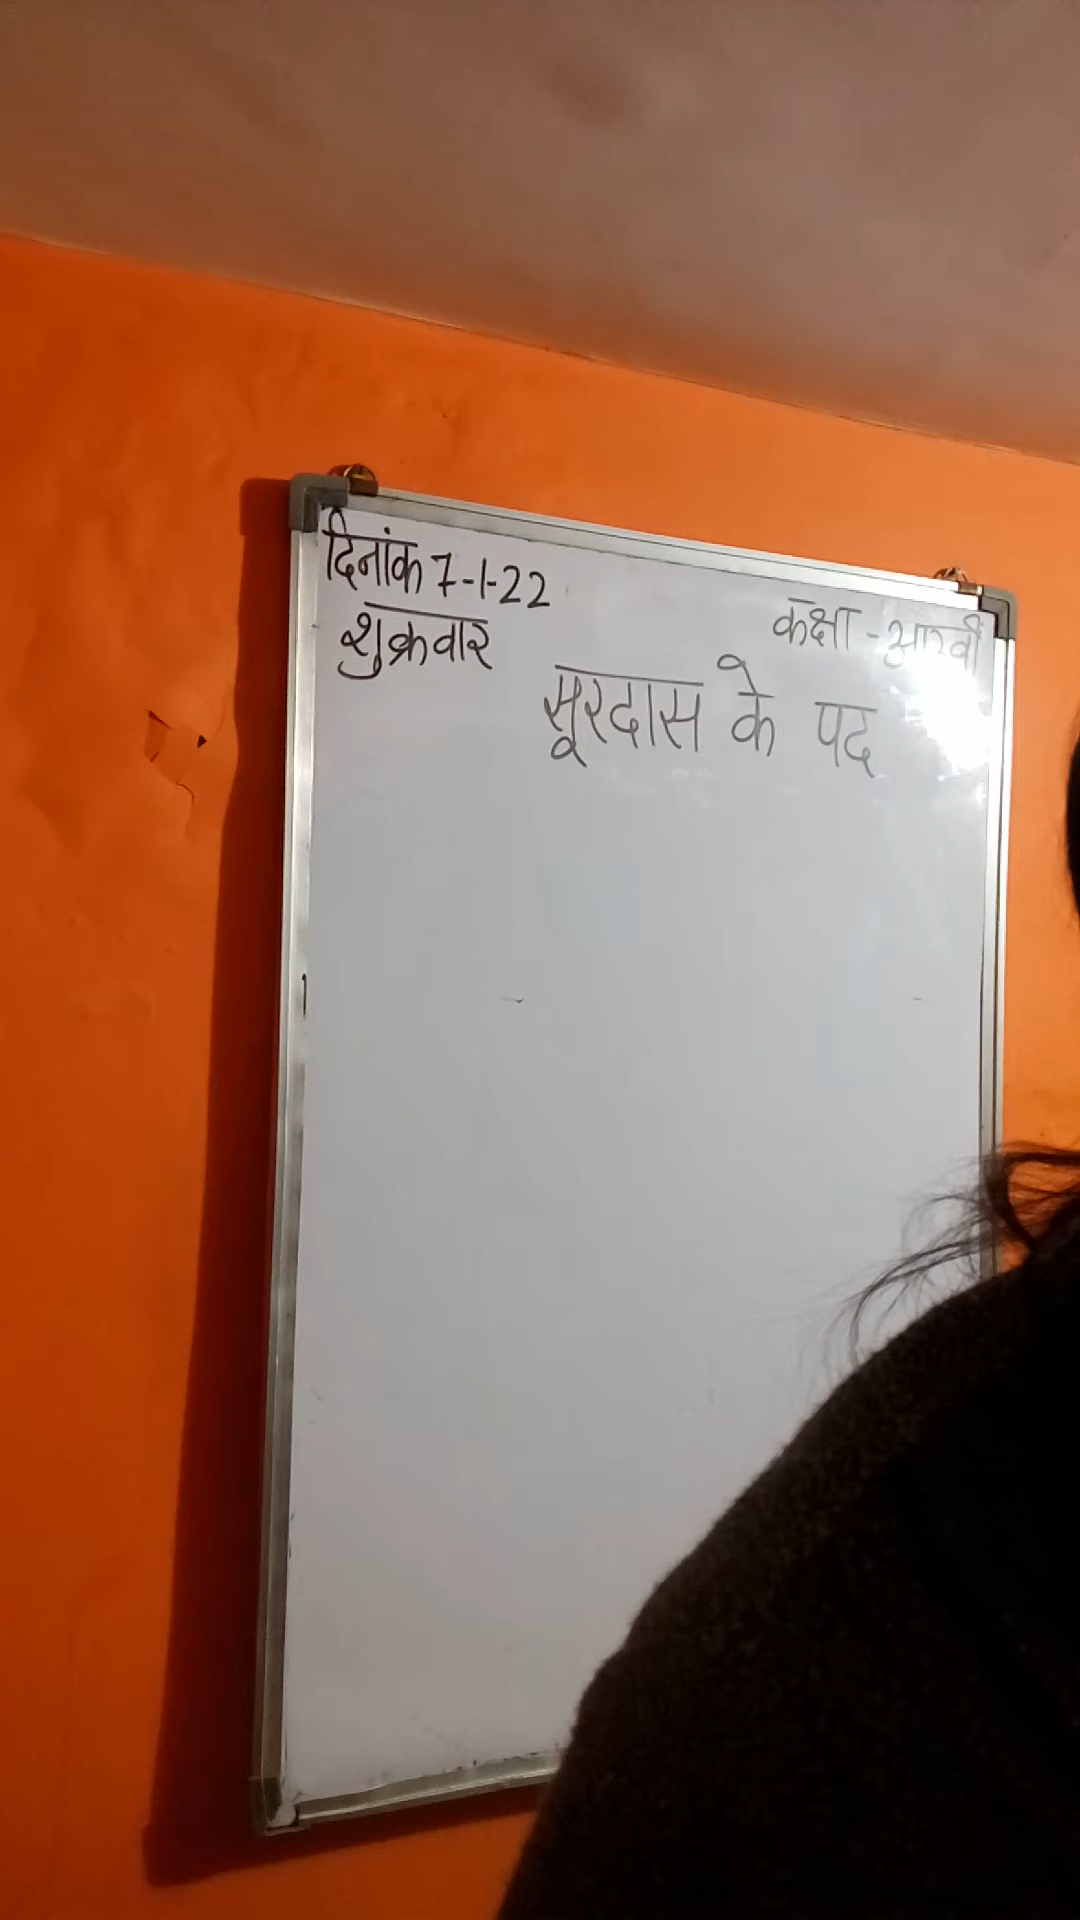 दिनांक 7-1-22
शुक्रवार
कक्षा - आठवीं
सूरदास के पद